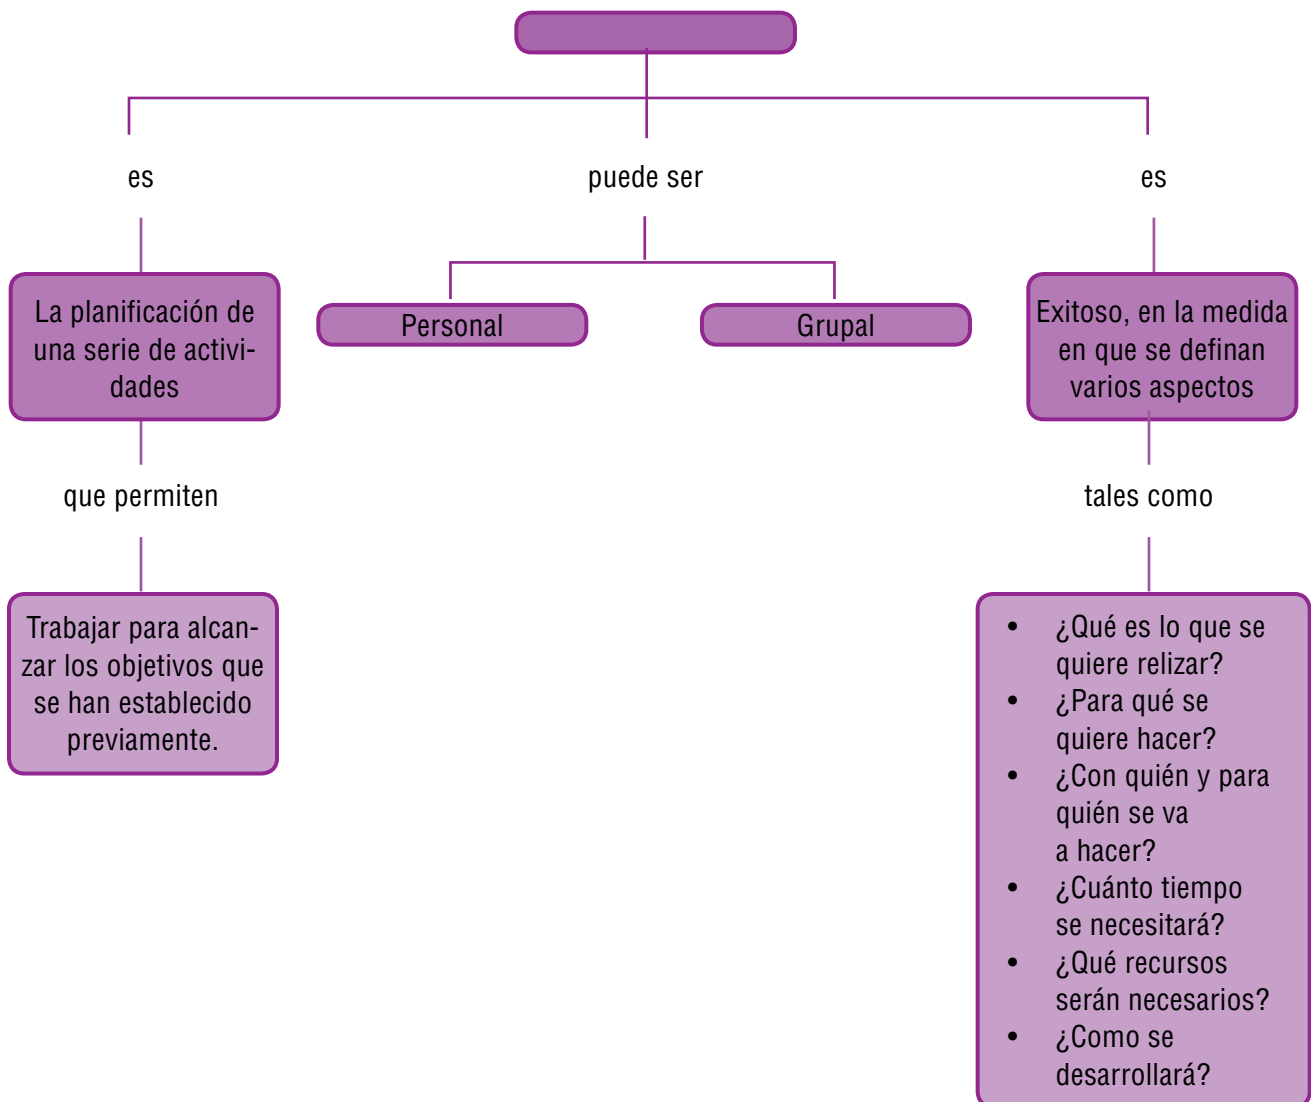 es
puede ser
es
La planificación de
una serie de activi-
dades
Personal
Grupal
Exitoso, en la medida
en que se definan
varios aspectos
que permiten
tales como
Trabajar para alcan-
zar los objetivos que
se han establecido
previamente.
• ¿Qué es lo que se
quiere relizar?
• ¿Para qué se
quiere hacer?
• ¿Con quién y para
quién se va
a hacer?
• ¿Cuánto tiempo
se necesitará?
• ¿Qué recursos
serán necesarios?
• ¿Como se
desarrollará?